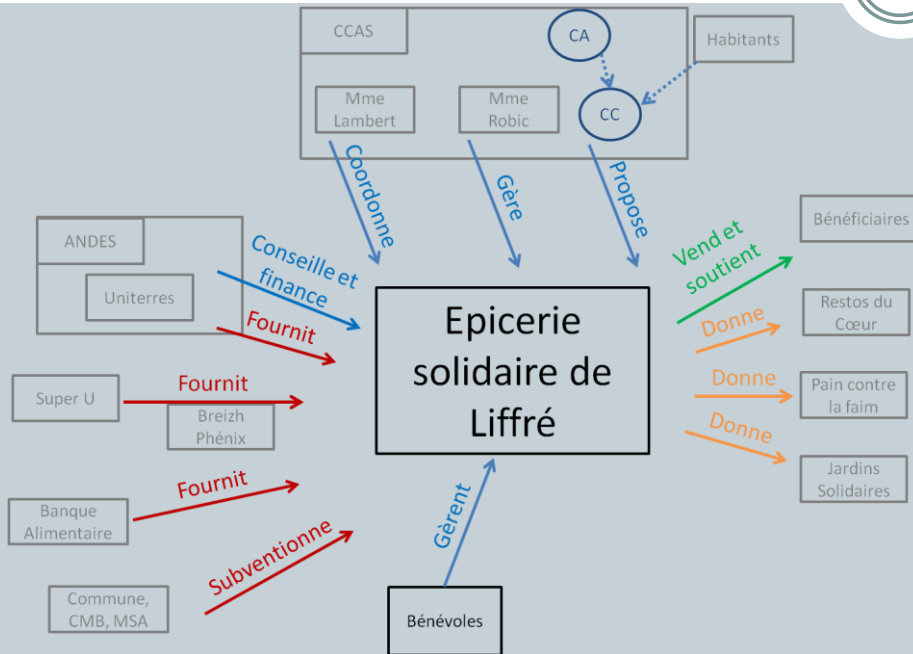 CCAS
CA
Habitants
Mme
Lambert
Mme
Robic
CC
Coordonne
Gère
Propose
ANDES
Uniterres
Conseille et
finance
Fournit
Vend et
soutient
Bénéficiaires
Epicerie
solidaire de
Liffré
Donne
Restos du
Cœur
Super U
Fournit
Breizh
Phénix
Donne
Pain contre
la faim
Donne
Jardins
Solidaires
Banque
Alimentaire
Fournit
Commune,
CMB, MSA
Subventionne
Gèrent
Bénévoles